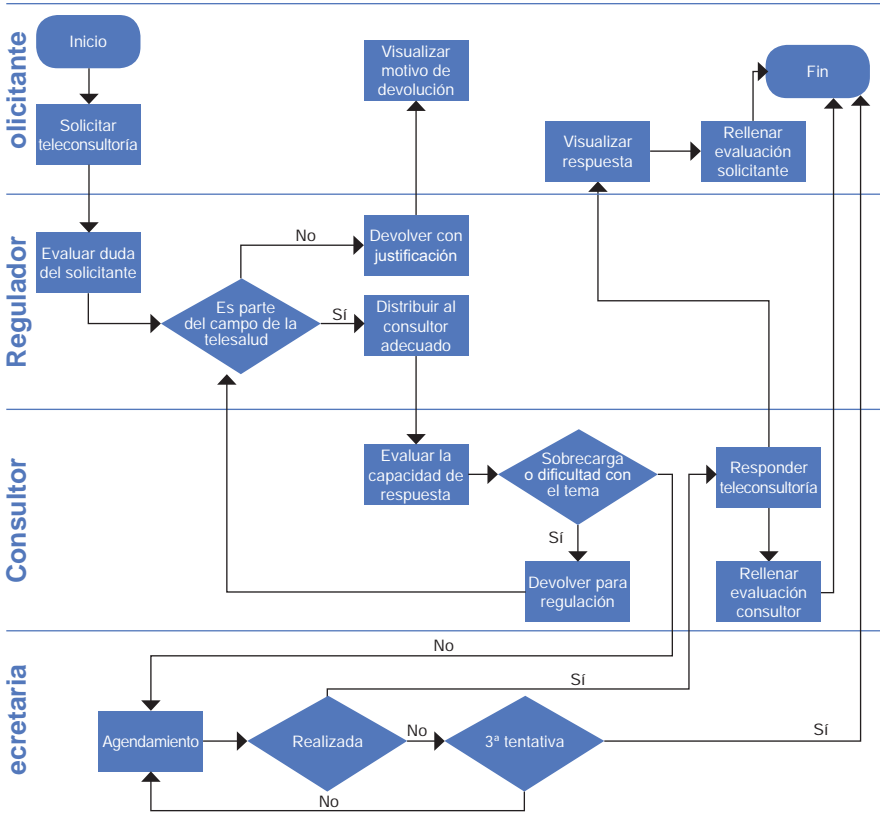 olicitante
Inicio
Solicitar
teleconsultoría
Visualizar
motivo de
devolución
Visualizar
respuesta
Rellenar
evaluación
solicitante
Fin
Regulador
Evaluar duda
del solicitante
Es parte
del campo de la
telesalud
No
Devolver con
justificación
Sí
Distribuir al
consultor
adecuado
Consultor
Evaluar la
capacidad de
respuesta
Sobrecarga
o dificultad con
el tema
Sí
Devolver para
regulación
Responder
teleconsultoría
Rellenar
evaluación
consultor
ecretaria
No
Sí
Agendamiento
Realizada
No
3ª tentativa
Sí
No